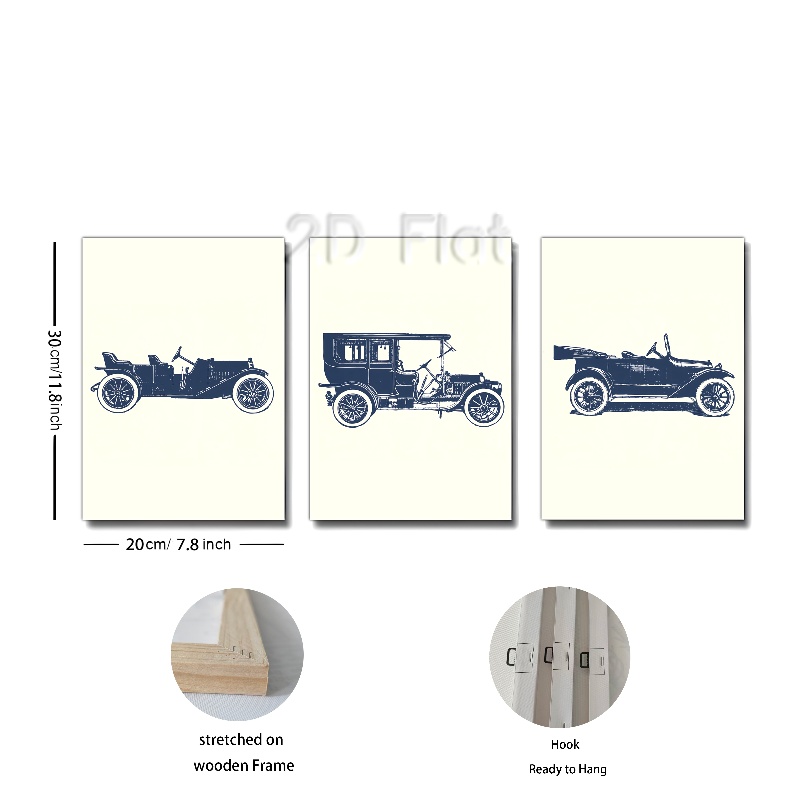 2D Flat
30cm/11.8inch
20cm/ 7.8 inch
stretched on
wooden Frame
Hook
Ready to Hang